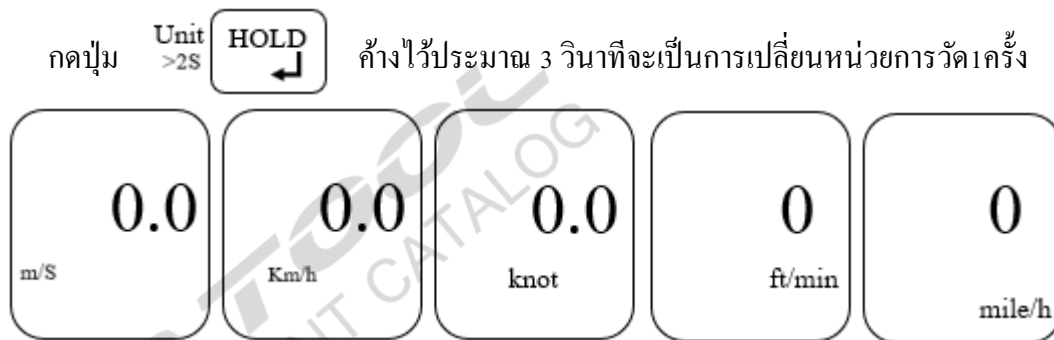 กดปุ่ม Unit >2S HOLD ค้างไว้ประมาณ 3 วินาทีจะเป็นการเปลี่ยนหน่วยการวัด1ครั้ง
0.0 0.0 0.0 0 0
m/S Km/h knot ft/min mile/h
TOOL
CATALOG